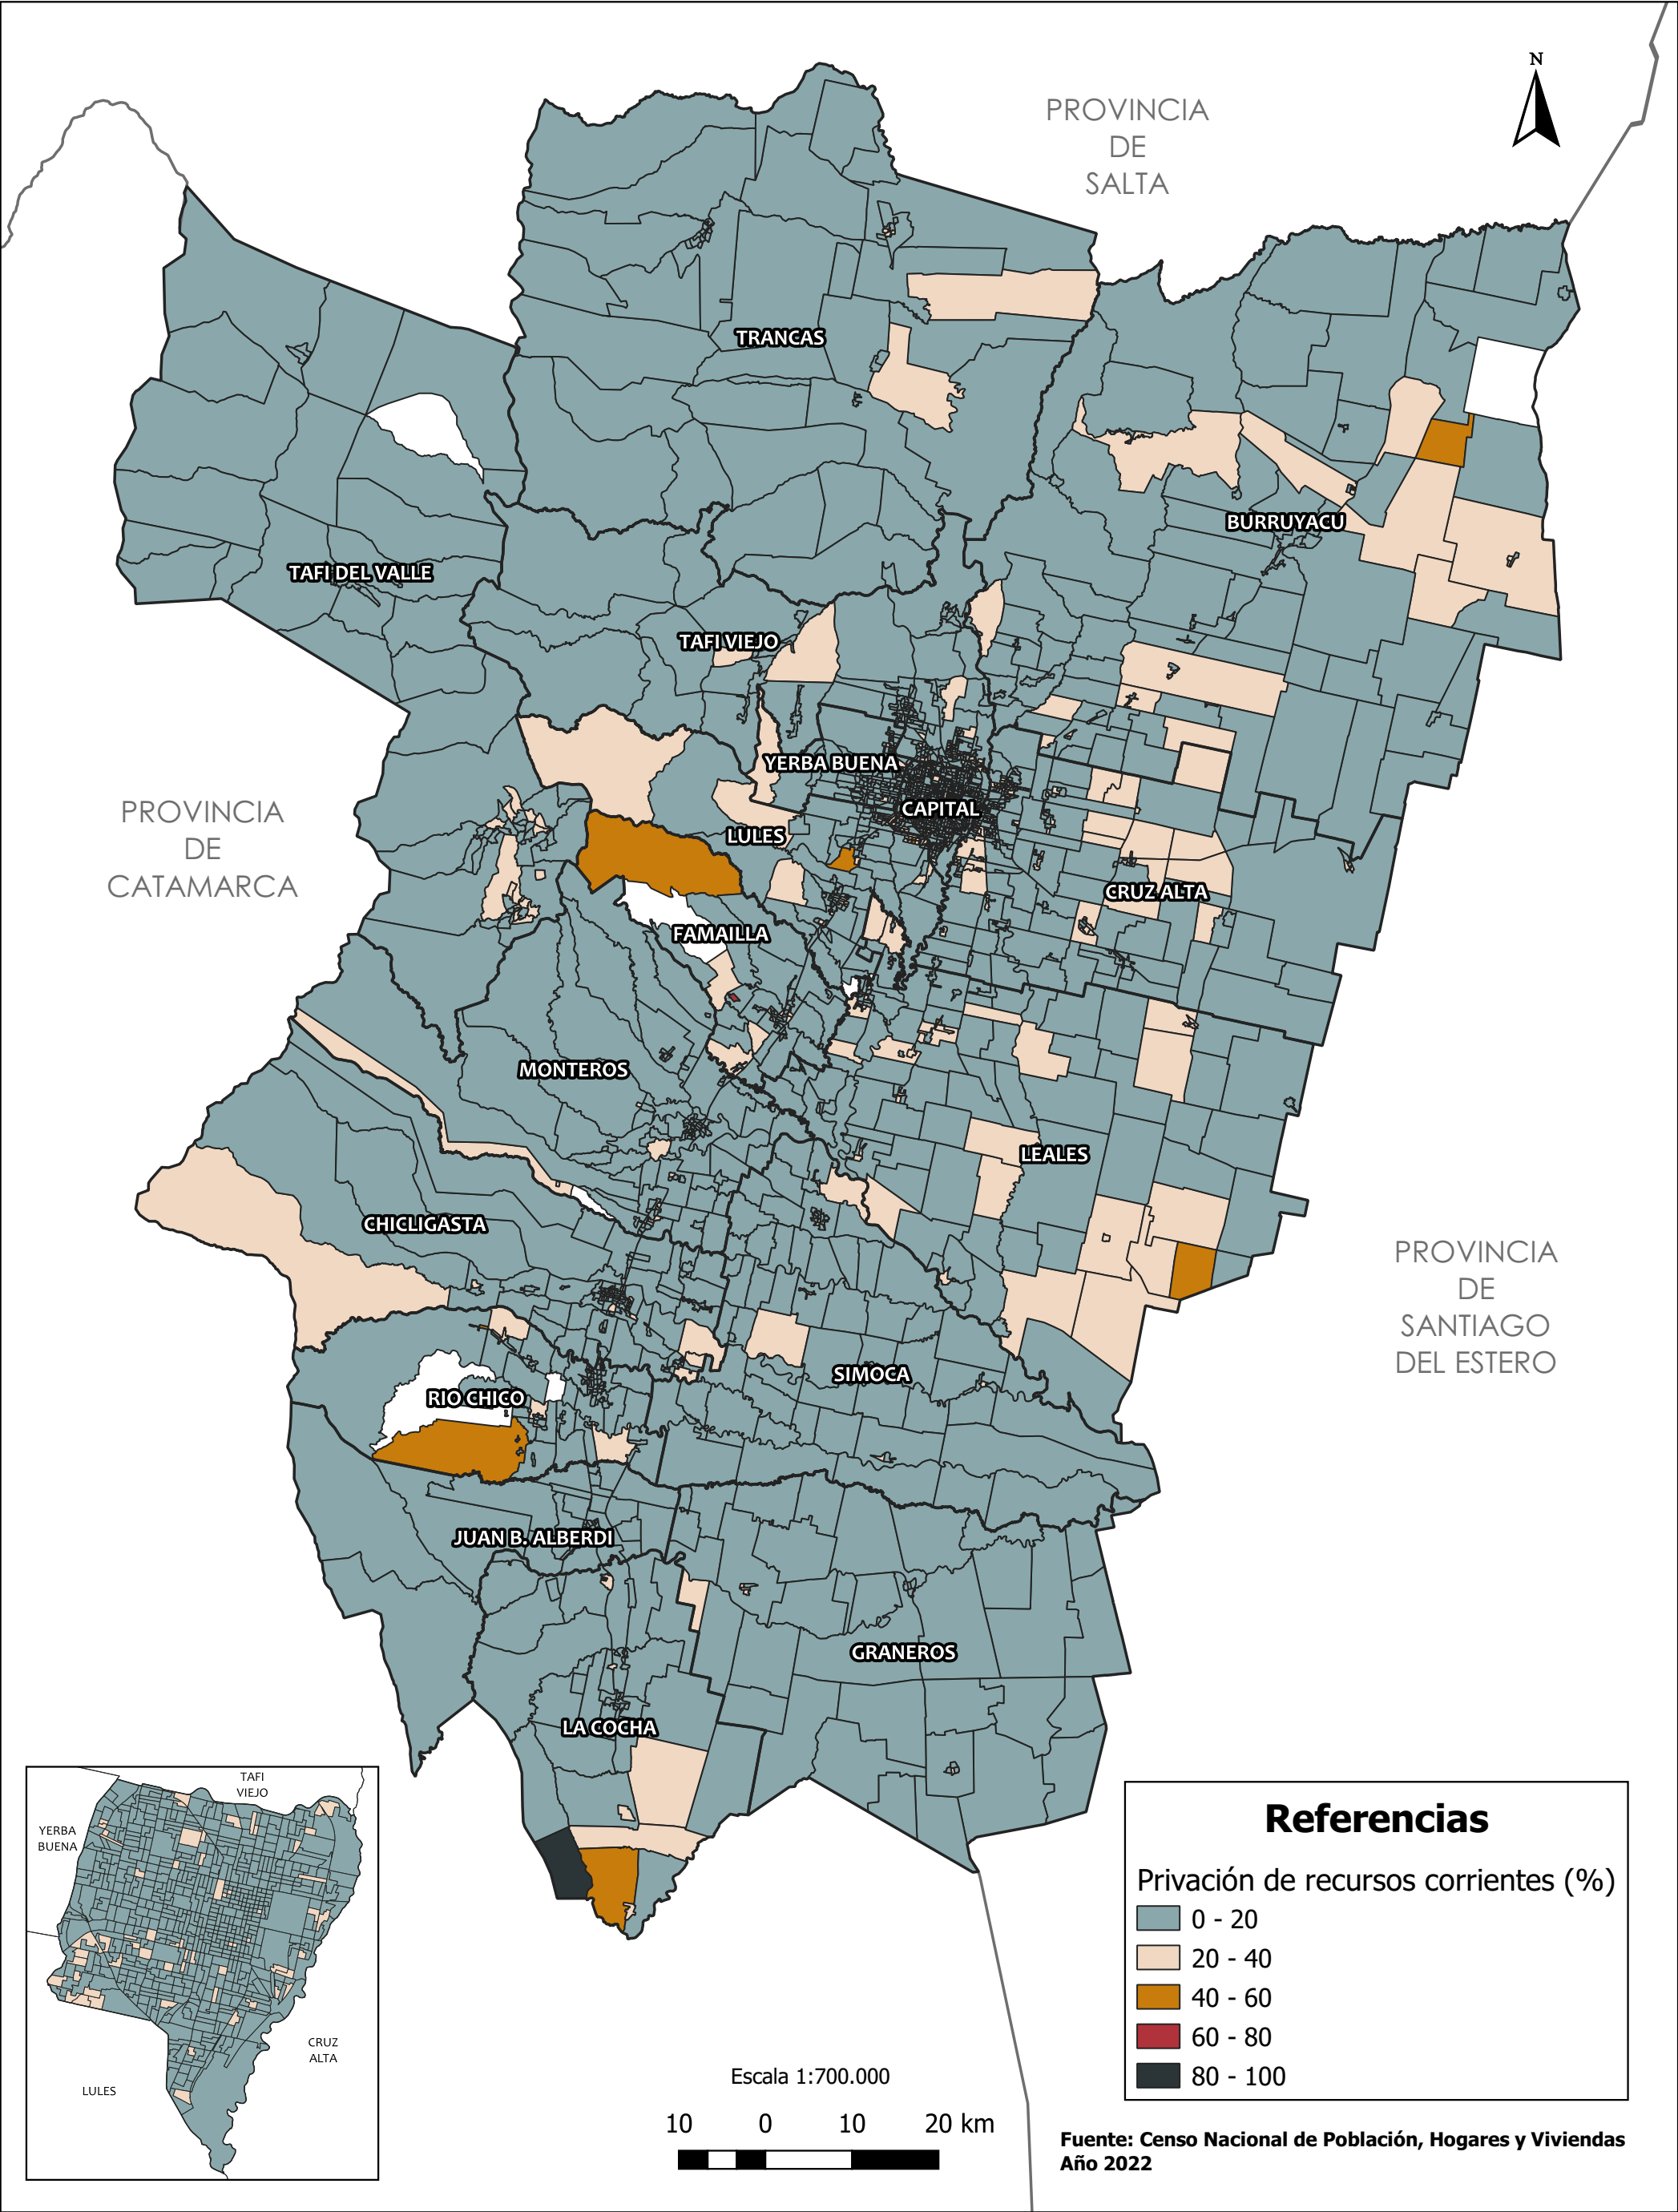 N
PROVINCIA
DE
SALTA
TRANCAS
BURRUYACU
TAFI DEL VALLE
TAFI VIEJO
YERBA BUENA
CAPITAL
LULES
PROVINCIA
DE
CATAMARCA
CRUZ ALTA
FAMAILLA
MONTEROS
LEALES
CHICLIGASTA
PROVINCIA
DE
SANTIAGO
DEL ESTERO
SIMOCA
RIO CHICO
JUAN B. ALBERDI
GRANEROS
LA COCHA
TAFI
VIEJO
YERBA
BUENA
CRUZ
ALTA
LULES
Referencias
Privación de recursos corrientes (%)
0 - 20
20 - 40
40 - 60
60 - 80
80 - 100
Escala 1:700.000
10 0 10 20 km
Fuente: Censo Nacional de Población, Hogares y Viviendas
Año 2022